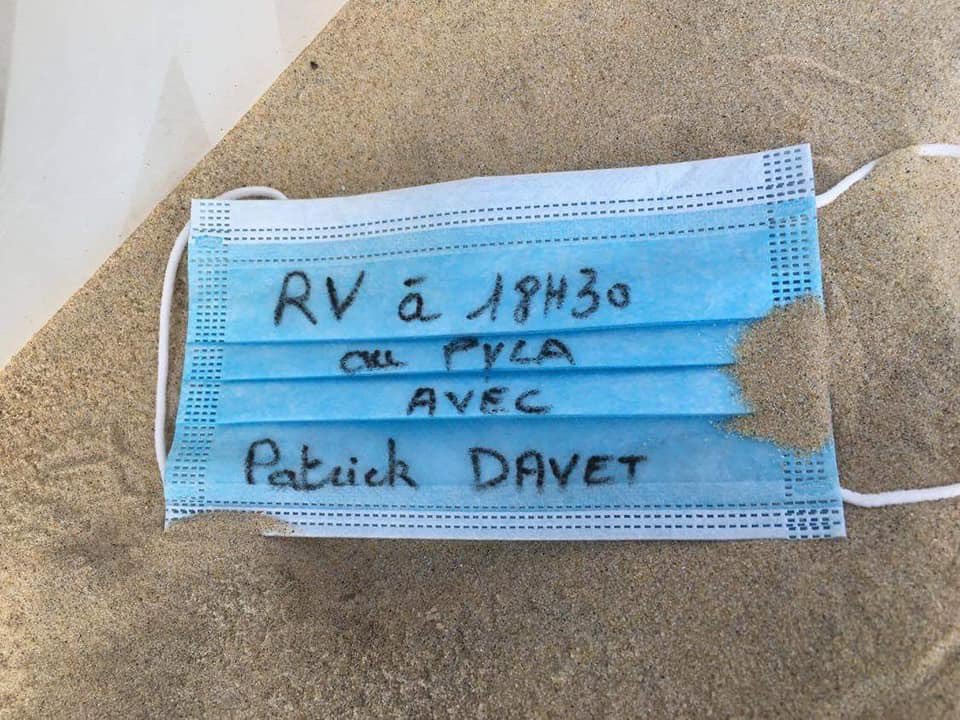 RV à 18H30
au PYLA
AVEC
Patrick DAVET